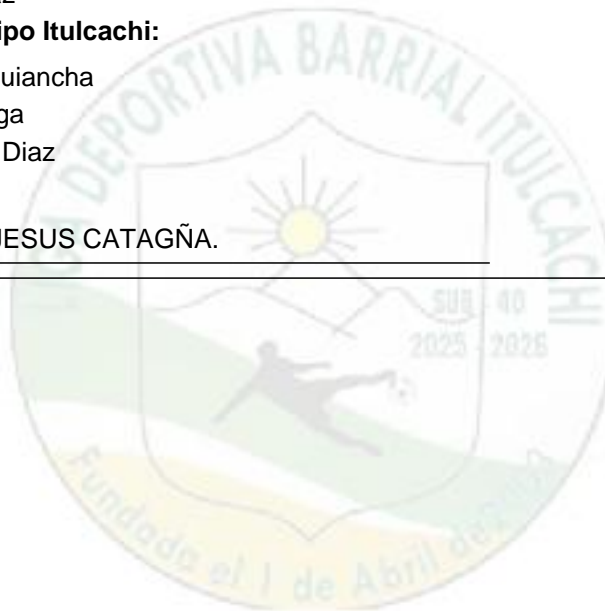 ipo Itulcachi:
uiancha
ga
Diaz
JESUS CATAGÑA.
LIGA DEPORTIVA BARRIAL ITULCACHI
SUB 40
2025 - 2026
Fundada el 1 de Abril de